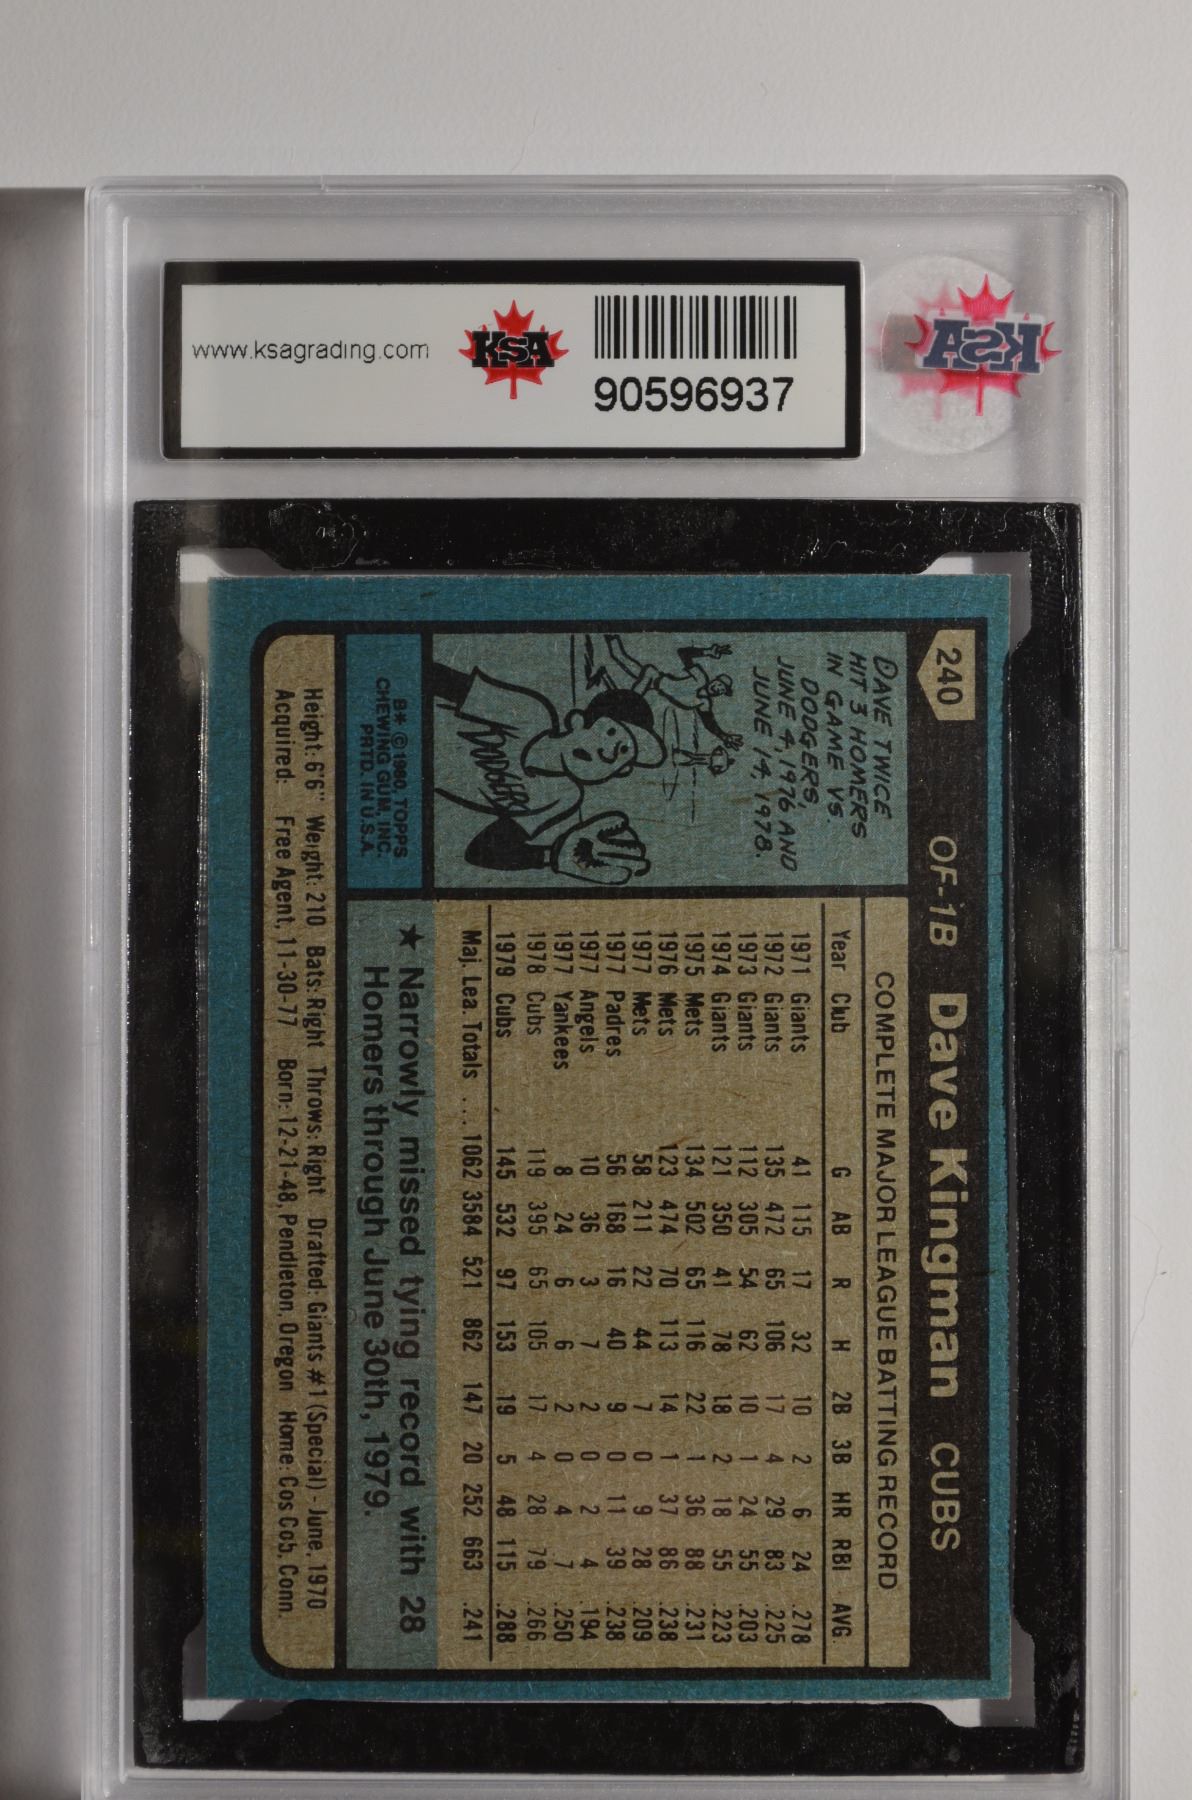 www.ksagrading.com
KSA
90596937
KSA
240 OF-1B Dave Kingman CUBS
DAVE TWICE
HIT 3 HOMERS
IN GAME VS.
DODGERS,
JUNE 4, 1976 AND
JUNE 14, 1978.
DODGERS
B* © 1980 TOPPS
CHEWING GUM, INC.
PRTD. IN U.S.A.
COMPLETE MAJOR LEAGUE BATTING RECORD
Year Club G AB R H 2B 3B HR RBI AVG.
1971 Giants 41 115 17 32 10 2 6 24 .278
1972 Giants 135 472 65 106 17 4 29 83 .225
1973 Giants 112 305 54 62 10 1 24 55 .203
1974 Giants 121 350 41 78 18 2 18 55 .223
1975 Mets 134 502 65 116 22 1 36 88 .231
1976 Mets 123 474 70 113 14 1 37 86 .238
1977 Mets 58 211 22 44 7 0 9 28 .209
1977 Padres 56 168 16 40 9 0 11 39 .238
1977 Angels 10 36 3 7 2 0 2 4 .194
1977 Yankees 8 24 6 6 2 0 4 7 .250
1978 Cubs 119 395 65 105 17 4 28 79 .266
1979 Cubs 145 532 97 153 19 5 48 115 .288
Maj. Lea. Totals ... 1062 3584 521 862 147 20 252 663 .241
★ Narrowly missed tying record with 28
Homers through June 30th, 1979.
Height: 6'6" Weight: 210 Bats: Right Throws: Right Drafted: Giants #1 (Special) - June, 1970
Acquired: Free Agent, 11-30-77 Born: 12-21-48, Pendleton, Oregon Home: Cos Cob, Conn.